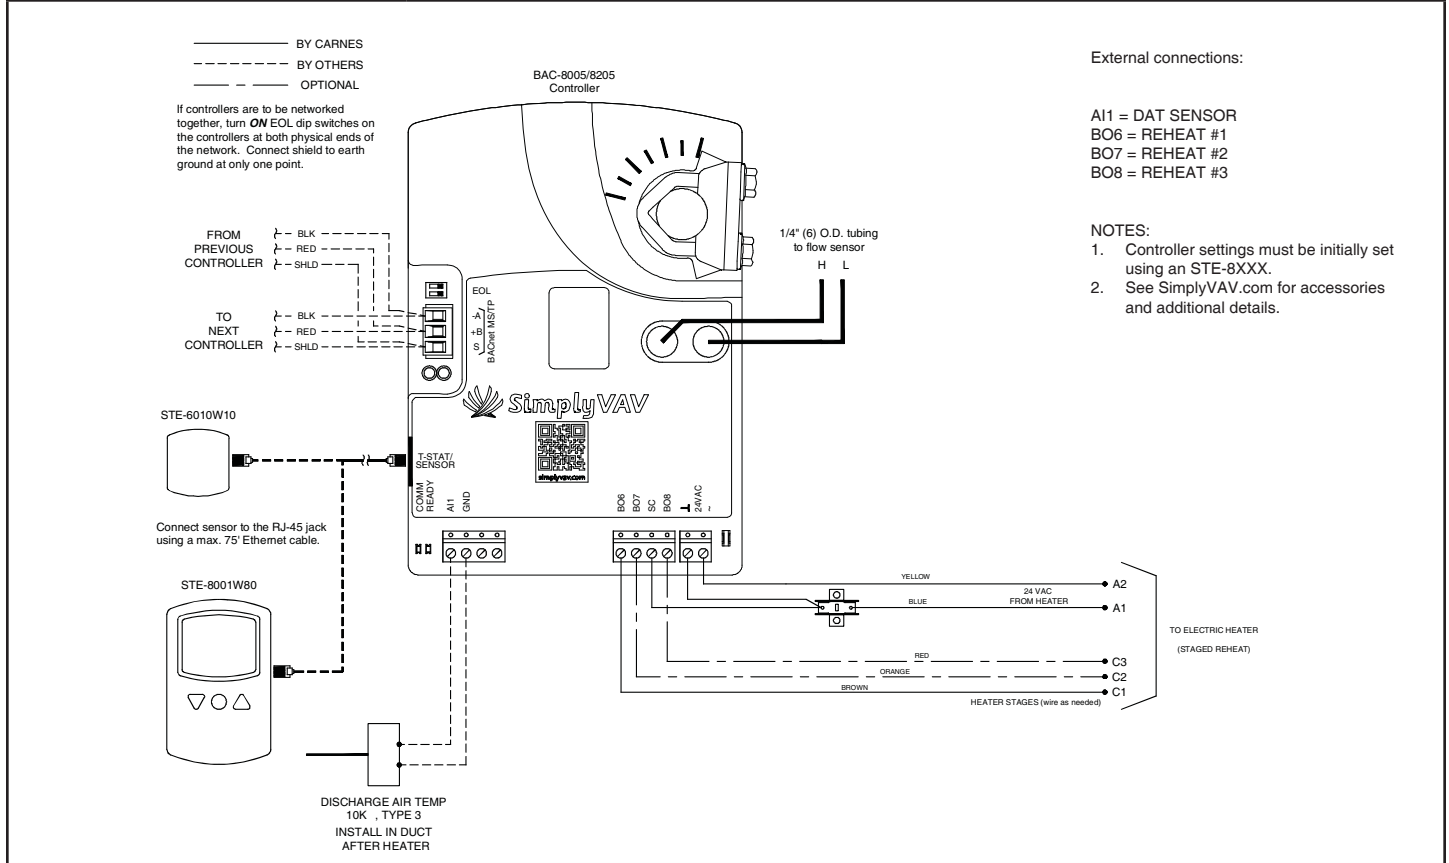 BY CARNES
BY OTHERS
OPTIONAL
If controllers are to be networked
together, turn ON EOL dip switches on
the controllers at both physical ends of
the network. Connect shield to earth
ground at only one point.
BAC-8005/8205
Controller
External connections:
AI1 = DAT SENSOR
BO6 = REHEAT #1
BO7 = REHEAT #2
BO8 = REHEAT #3
NOTES:
1. Controller settings must be initially set
using an STE-8XXX.
2. See SimplyVAV.com for accessories
and additional details.
FROM
PREVIOUS
CONTROLLER
BLK
RED
SHLD
TO
NEXT
CONTROLLER
BLK
RED
SHLD
EOL
-A
+B
S
BACnet MS/TP
1/4" (6) O.D. tubing
to flow sensor
H L
SimplyVAV
simplyvav.com
STE-6010W10
T-STAT/
SENSOR
COMM
READY
AI1
GND
BO6
BO7
SC
BO8
24VAC
~
Connect sensor to the RJ-45 jack
using a max. 75' Ethernet cable.
STE-8001W80
YELLOW
A2
24 VAC
FROM HEATER
BLUE
A1
TO ELECTRIC HEATER
(STAGED REHEAT)
RED
C3
ORANGE
C2
BROWN
C1
HEATER STAGES (wire as needed)
DISCHARGE AIR TEMP
10K , TYPE 3
INSTALL IN DUCT
AFTER HEATER